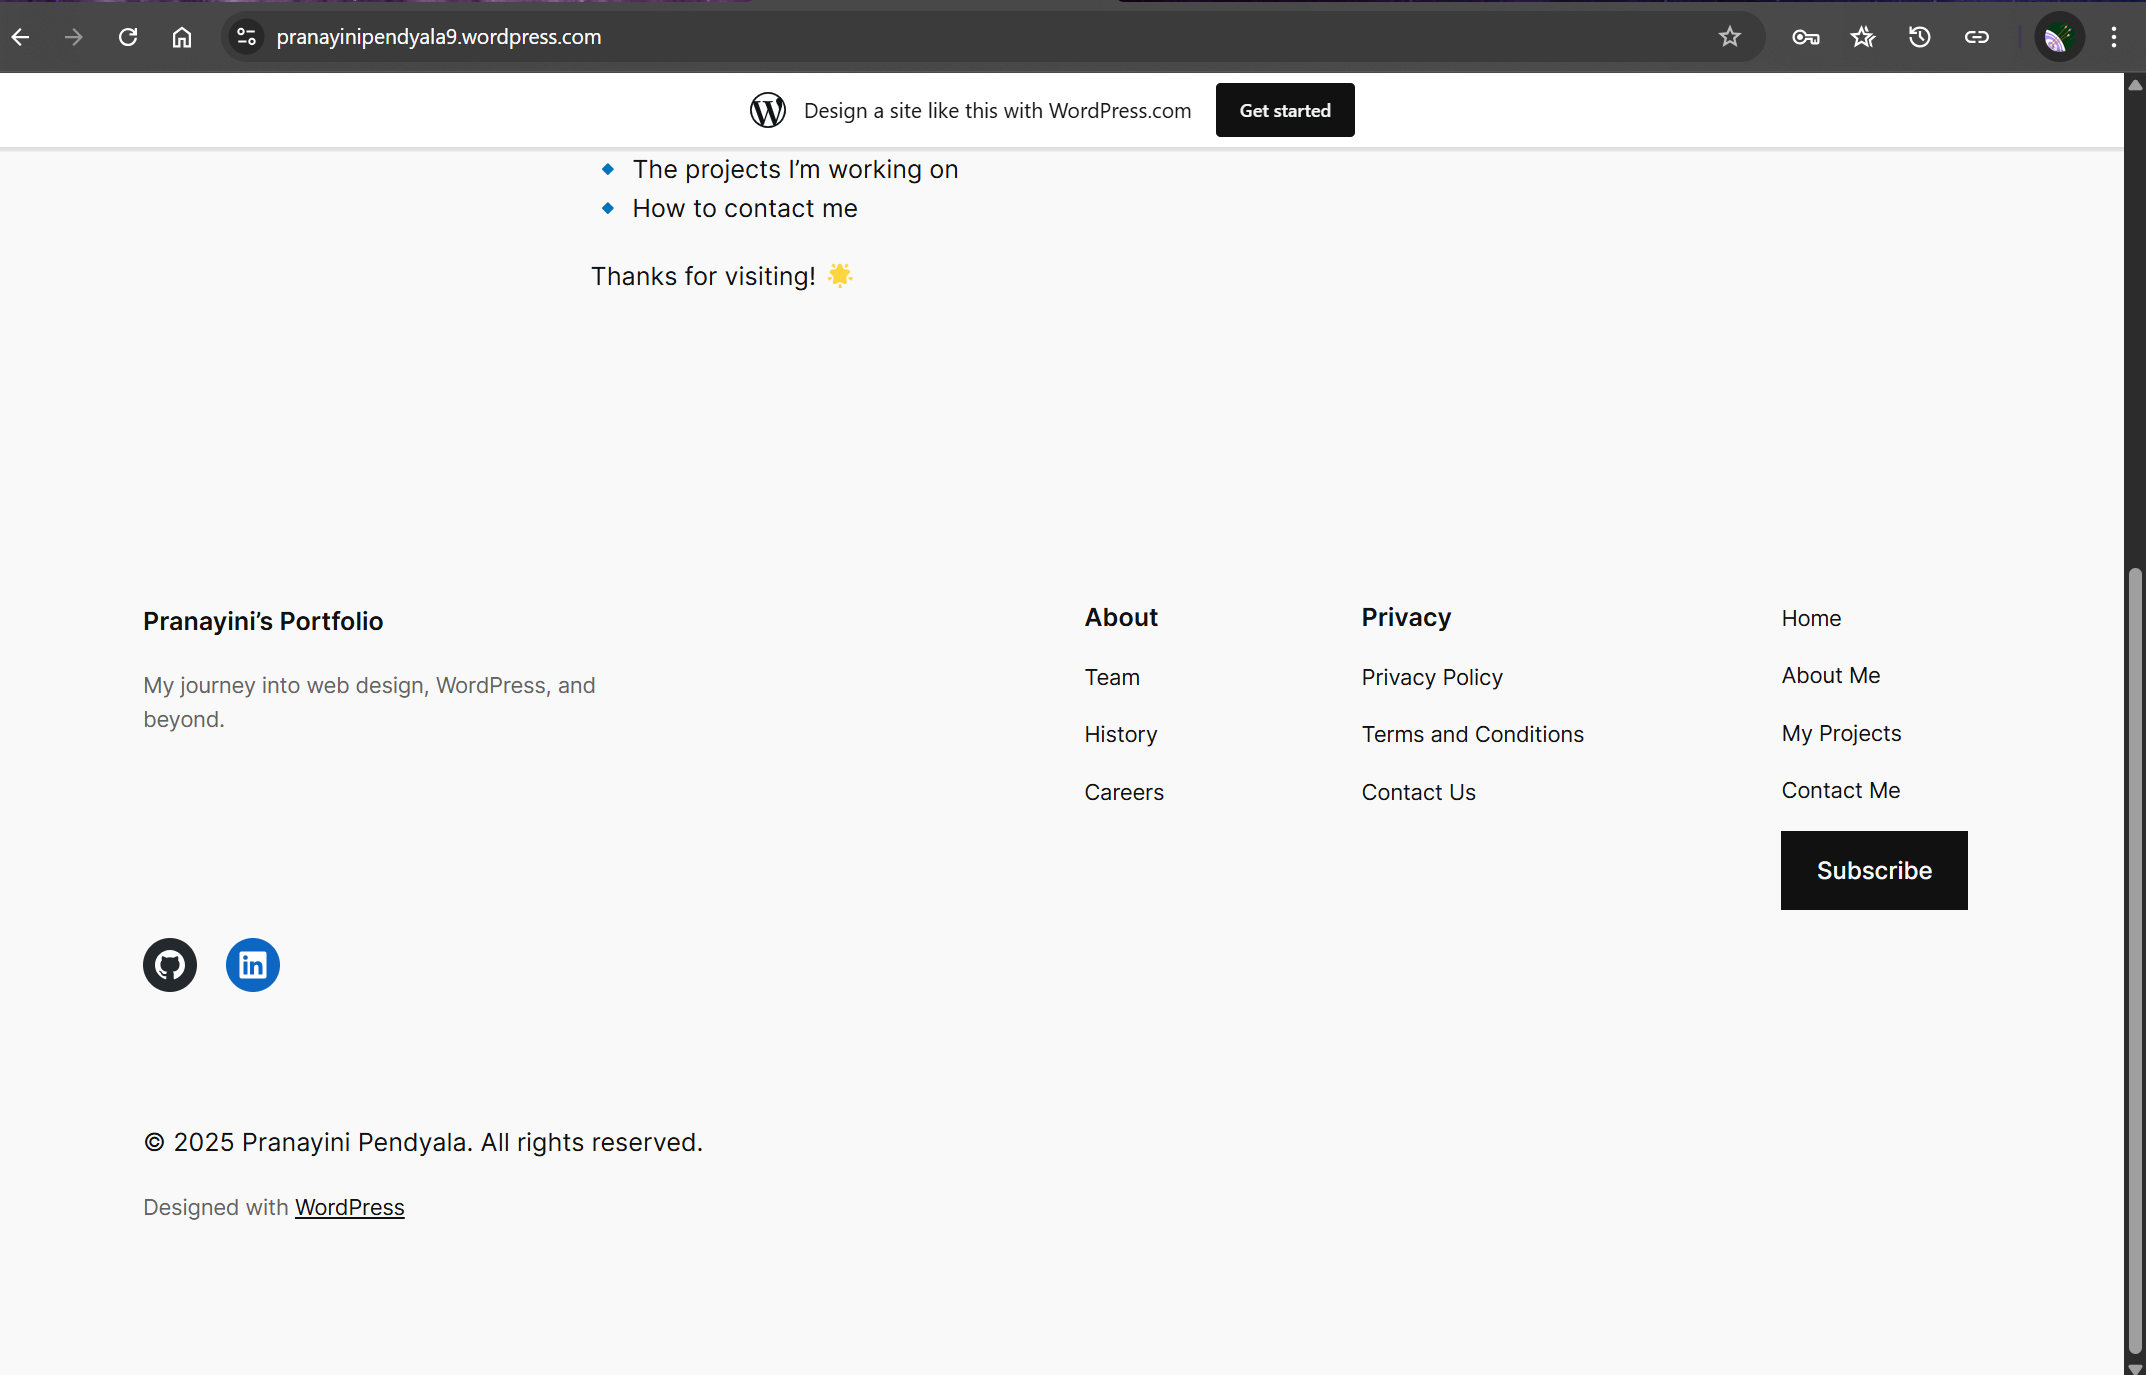 pranayinipendyala9.wordpress.com
Design a site like this with WordPress.com
Get started
The projects I’m working on
How to contact me
Thanks for visiting! 🌟
Pranayini’s Portfolio
My journey into web design, WordPress, and
beyond.
About
Team
History
Careers
Privacy
Privacy Policy
Terms and Conditions
Contact Us
Home
About Me
My Projects
Contact Me
Subscribe
© 2025 Pranayini Pendyala. All rights reserved.
Designed with WordPress